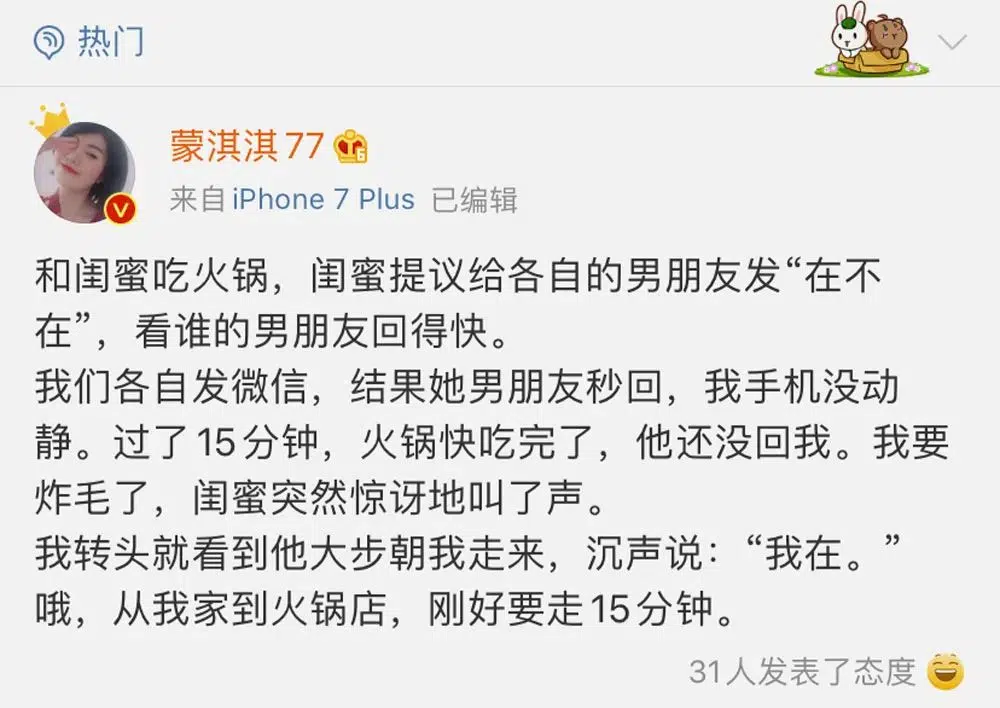 热门
蒙淇淇77
来自 iPhone 7 Plus 已编辑
和闺蜜吃火锅，闺蜜提议给各自的男朋友发“在不
在”，看谁的男朋友回得快。
我们各自发微信，结果她男朋友秒回，我手机没动
静。过了15分钟，火锅快吃完了，他还没回我。我要
炸毛了，闺蜜突然惊讶地叫了声。
我转头就看到他大步朝我走来，沉声说：“我在。”
哦，从我家到火锅店，刚好要走15分钟。
31人发表了态度